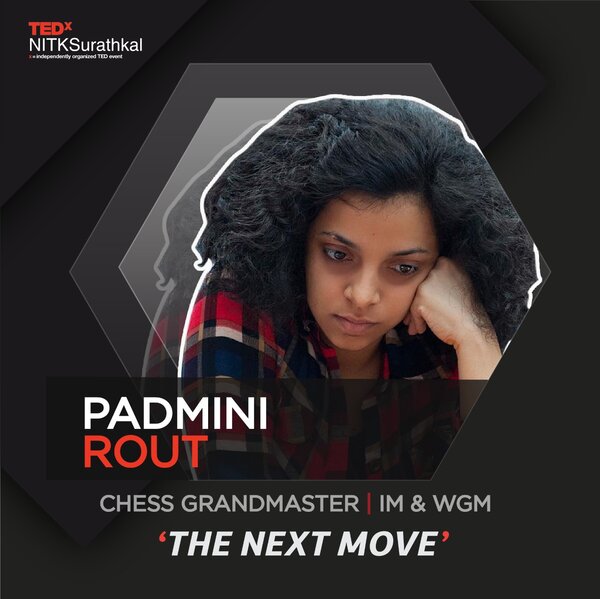 TEDx
NITKSurathkal
x = independently organized TED event
PADMINI
ROUT
CHESS GRANDMASTER | IM & WGM
‘THE NEXT MOVE’